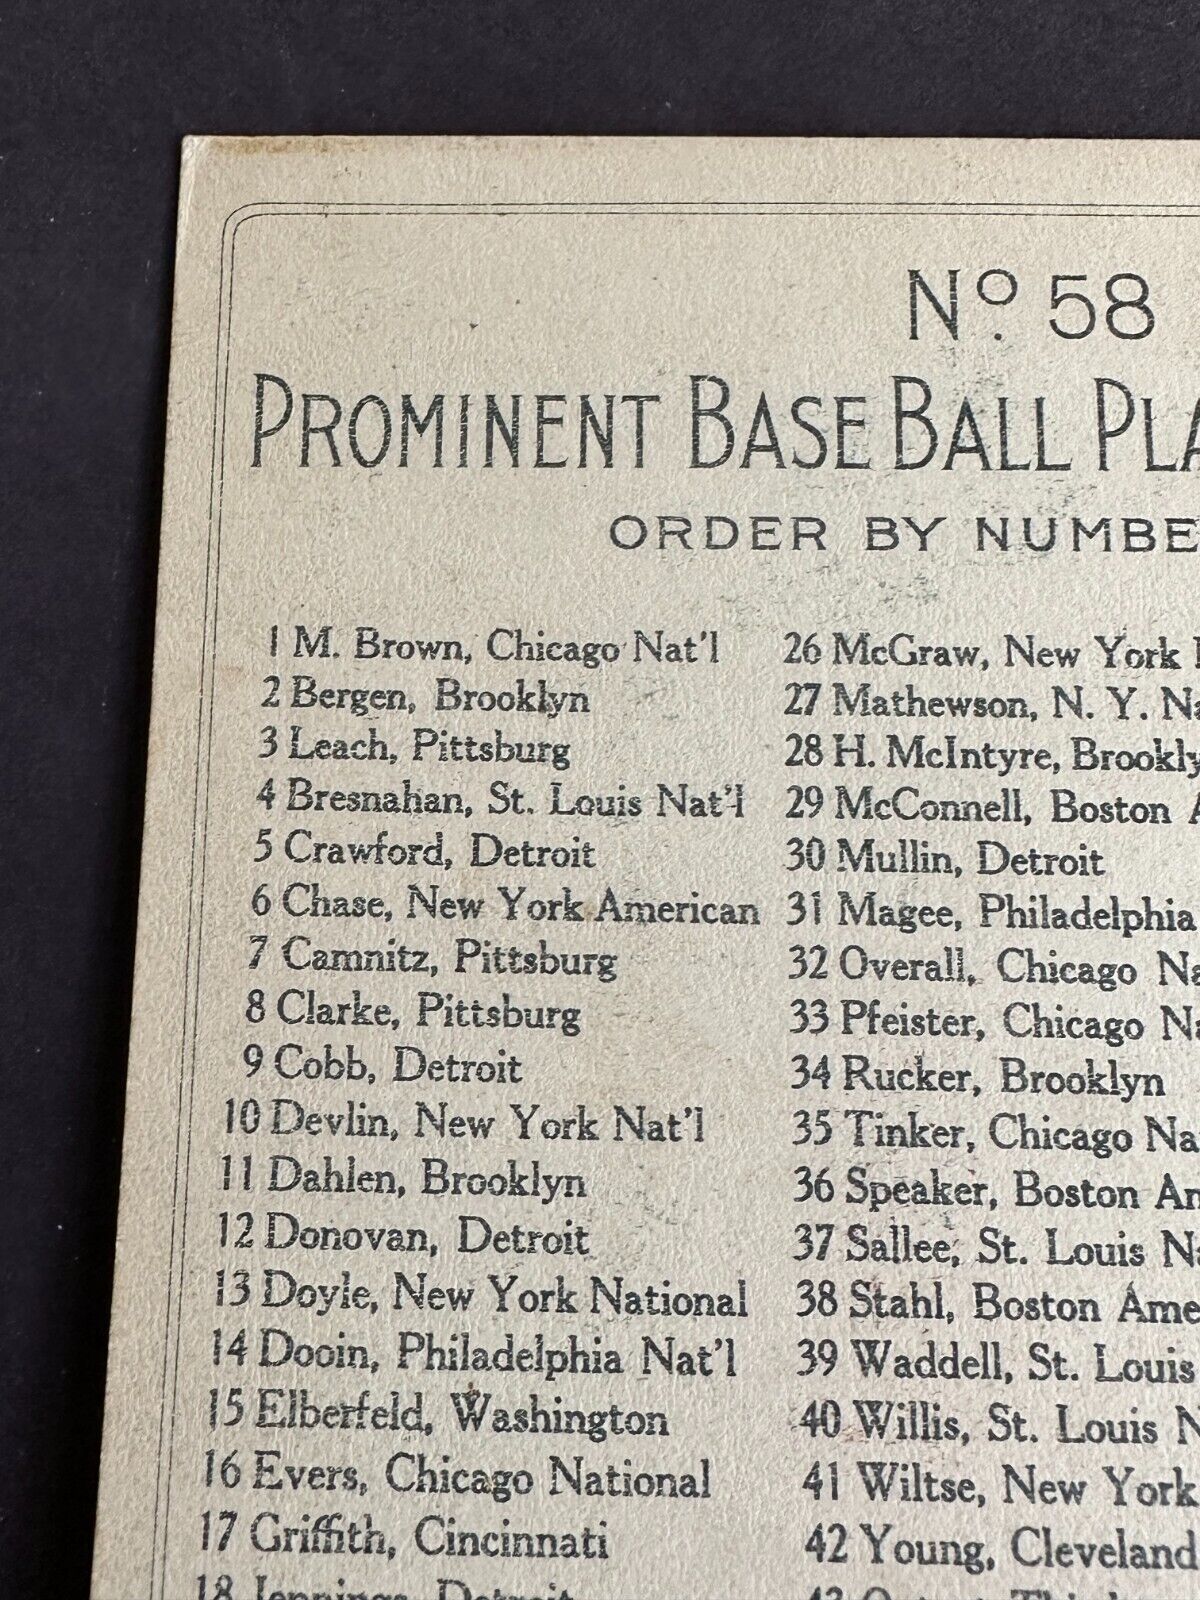 No. 58
PROMINENT BASE BALL PLA
ORDER BY NUMBE
1 M. Brown, Chicago Nat'l
2 Bergen, Brooklyn
3 Leach, Pittsburg
4 Bresnahan, St. Louis Nat'l
5 Crawford, Detroit
6 Chase, New York American
7 Camnitz, Pittsburg
8 Clarke, Pittsburg
9 Cobb, Detroit
10 Devlin, New York Nat'l
11 Dahlen, Brooklyn
12 Donovan, Detroit
13 Doyle, New York National
14 Dooin, Philadelphia Nat'l
15 Elberfeld, Washington
16 Evers, Chicago National
17 Griffith, Cincinnati
18 Jennings, Detroit
26 McGraw, New York
27 Mathewson, N. Y. Na
28 H. McIntyre, Brookly
29 McConnell, Boston A
30 Mullin, Detroit
31 Magee, Philadelphia
32 Overall, Chicago Na
33 Pfeister, Chicago Na
34 Rucker, Brooklyn
35 Tinker, Chicago Na
36 Speaker, Boston Am
37 Sallee, St. Louis Na
38 Stahl, Boston Ame
39 Waddell, St. Louis
40 Willis, St. Louis N
41 Wiltse, New York
42 Young, Cleveland
43